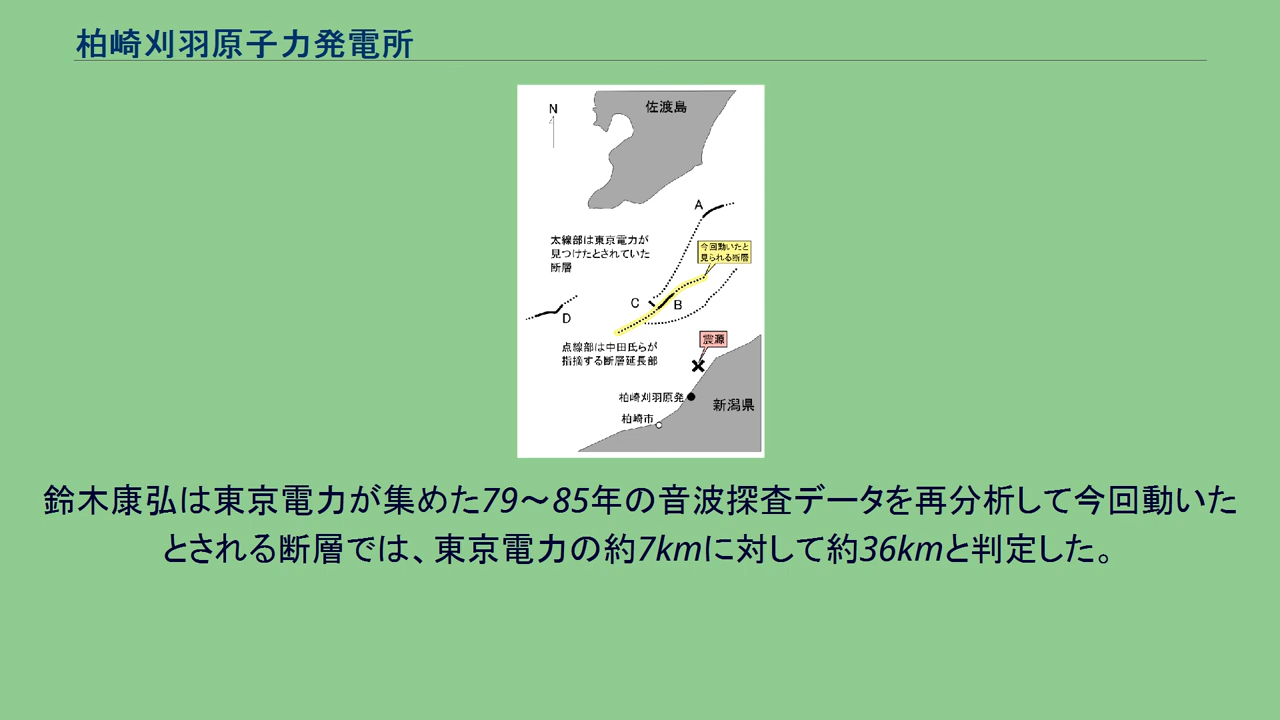 柏崎刈羽原子力発電所
N
佐渡島
A
太線部は東京電力が
見つけたとされていた
断層
今回動いたと
見られる断層
C
B
D
点線部は中田氏らが
指摘する断層延長部
震源
柏崎刈羽原発
新潟県
柏崎市
鈴木康弘は東京電力が集めた79～85年の音波探査データを再分析して今回動いた
とされる断層では、東京電力の約7kmに対して約36kmと判定した。